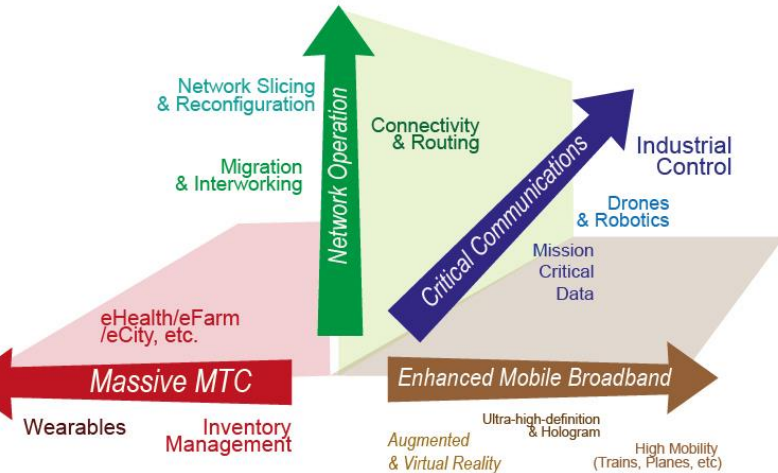 Network Slicing
& Reconfiguration
Network Operation
Connectivity
& Routing
Migration
& Interworking
Critical Communications
Industrial
Control
Drones
& Robotics
Mission
Critical
Data
eHealth/eFarm
/eCity, etc.
Massive MTC
Enhanced Mobile Broadband
Wearables
Inventory
Management
Ultra-high-definition
& Hologram
Augmented
& Virtual Reality
High Mobility
(Trains, Planes, etc)